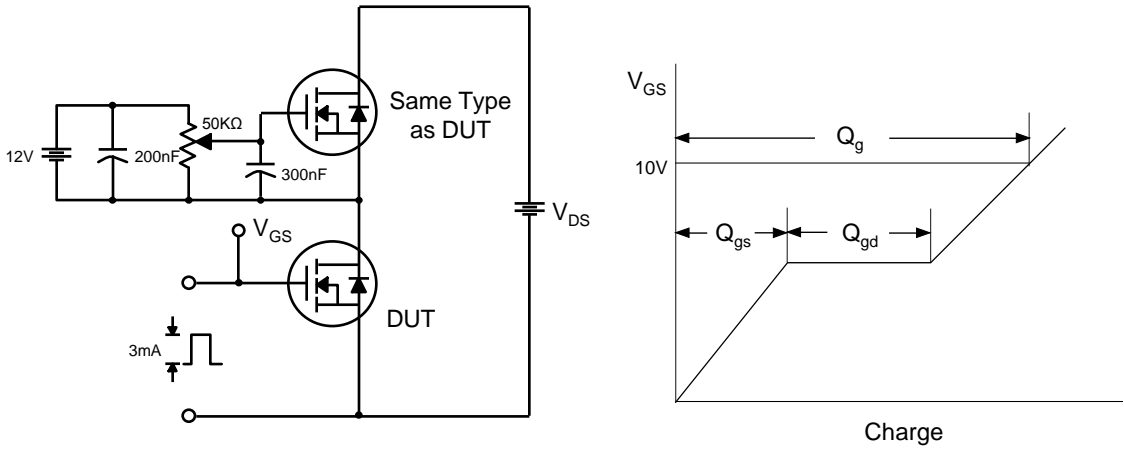 12V
200nF
50KΩ
300nF
Same Type
as DUT
V_GS
DUT
3mA
V_DS
V_GS
10V
Q_g
Q_gs
Q_gd
Charge